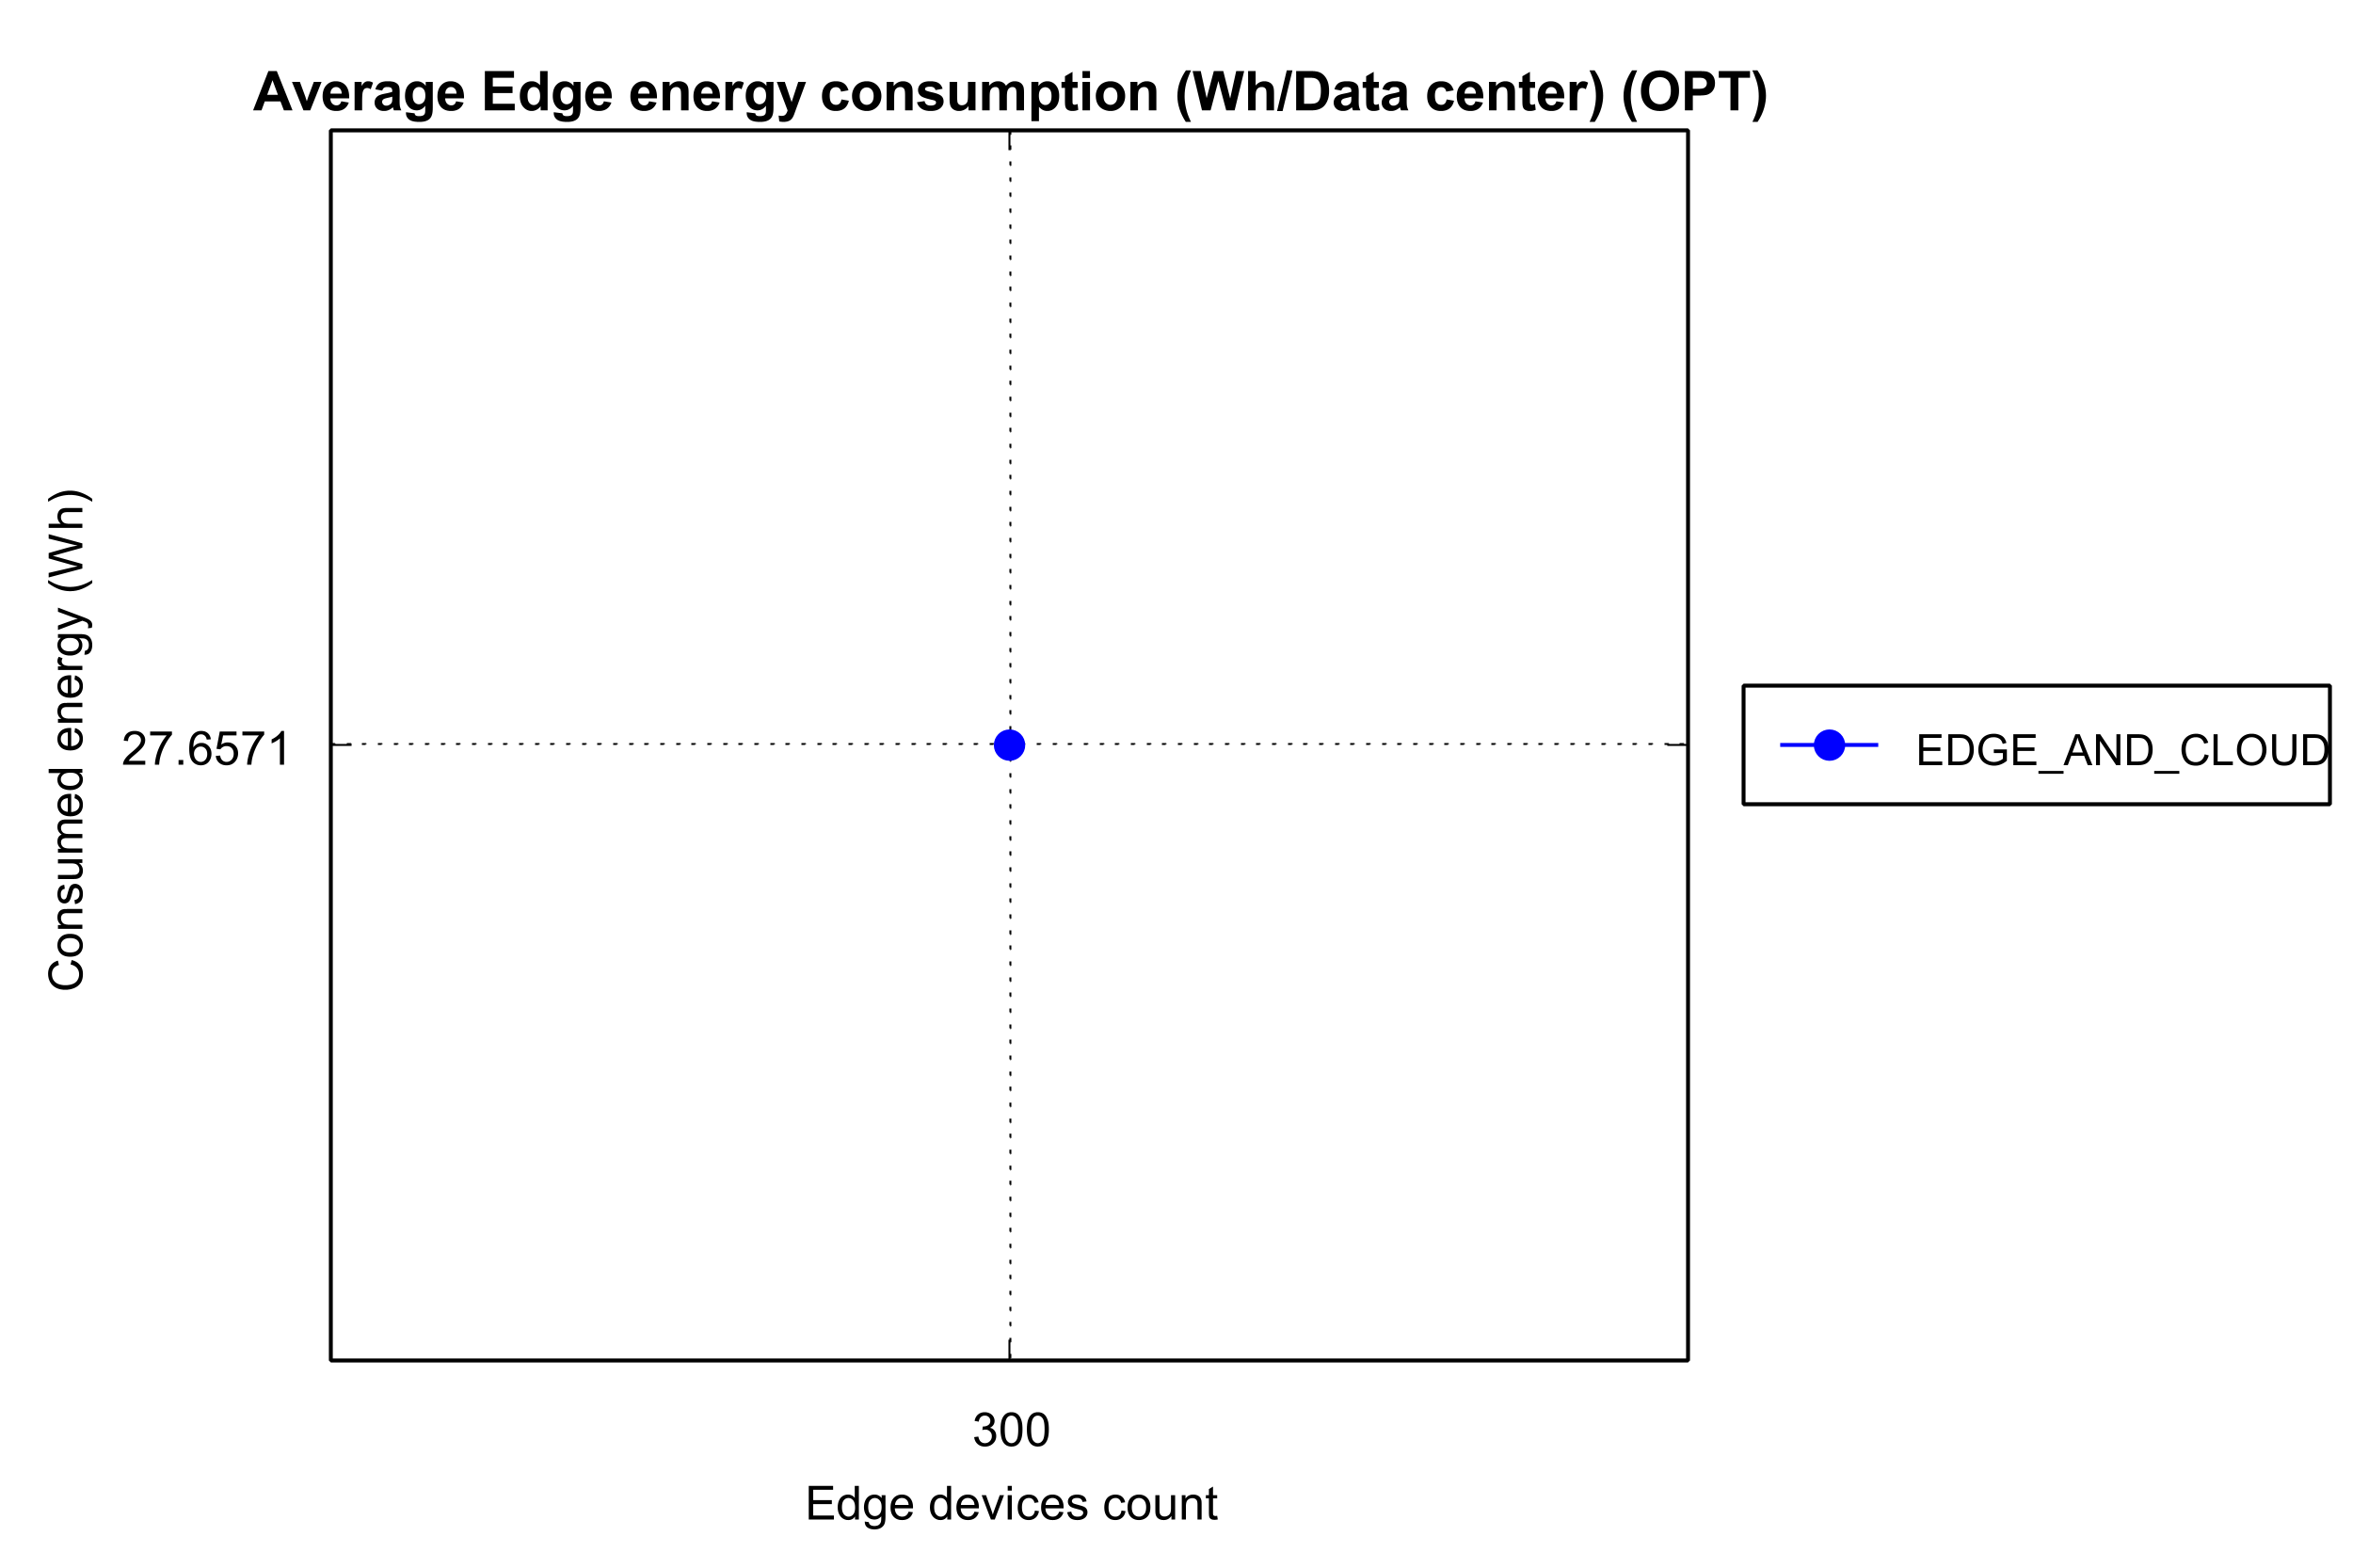 Average Edge energy consumption (Wh/Data center) (OPT)
Consumed energy (Wh)
27.6571
EDGE_AND_CLOUD
300
Edge devices count